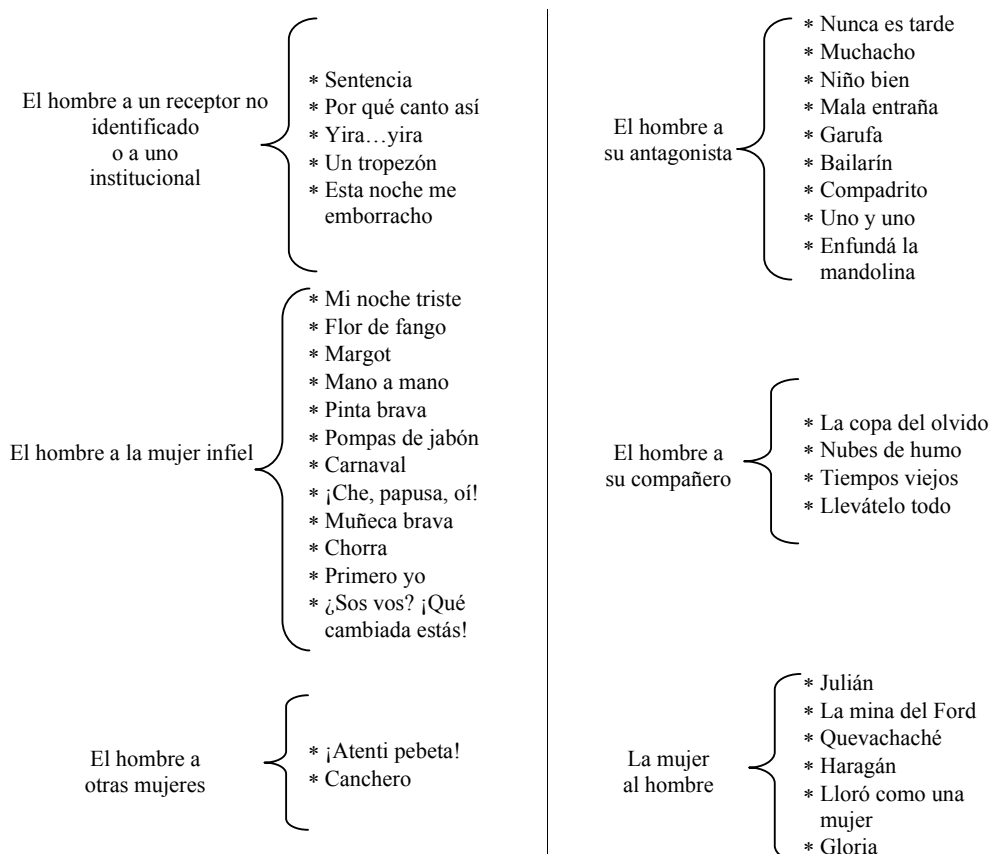 El hombre a un receptor no
identificado
o a uno
institucional
* Sentencia
* Por qué canto así
* Yira…yira
* Un tropezón
* Esta noche me
emborracho
El hombre a la mujer infiel
* Mi noche triste
* Flor de fango
* Margot
* Mano a mano
* Pinta brava
* Pompas de jabón
* Carnaval
* ¡Che, papusa, oí!
* Muñeca brava
* Chorra
* Primero yo
* ¿Sos vos? ¡Qué
cambiada estás!
El hombre a
otras mujeres
* ¡Atenti pebeta!
* Canchero
El hombre a
su antagonista
* Nunca es tarde
* Muchacho
* Niño bien
* Mala entraña
* Garufa
* Bailarín
* Compadrito
* Uno y uno
* Enfundá la
mandolina
El hombre a
su compañero
* La copa del olvido
* Nubes de humo
* Tiempos viejos
* Llevátelo todo
La mujer
al hombre
* Julián
* La mina del Ford
* Quevachaché
* Haragán
* Lloró como una
mujer
* Gloria